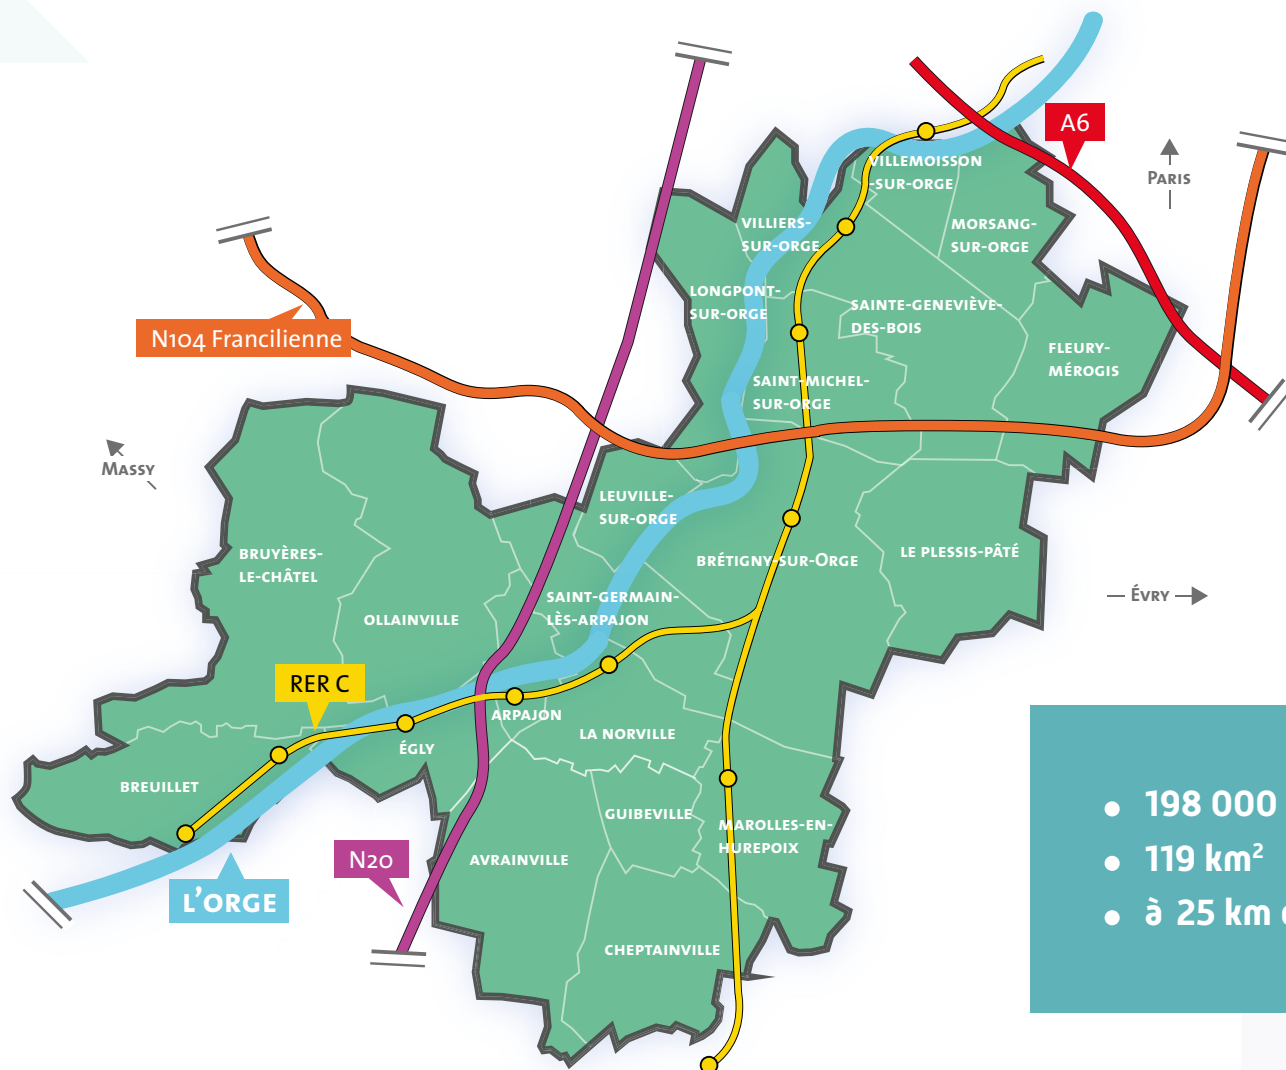 A6
PARIS
VILLEMOISSON
-SUR-ORGE
VILLIERS-
SUR-ORGE
MORSANG-
SUR-ORGE
LONGPONT-
SUR-ORGE
SAINTE-GENEVIÈVE-
DES-BOIS
N104 Francilienne
FLEURY-
MÉROGIS
SAINT-MICHEL-
SUR-ORGE
MASSY
LEUVILLE-
SUR-ORGE
BRUYÈRES-
LE-CHÂTEL
BRÉTIGNY-SUR-ORGE
LE PLESSIS-PÂTÉ
ÉVRY
SAINT-GERMAIN-
LÈS-ARPAJON
OLLAINVILLE
RER C
ARPAJON
LA NORVILLE
ÉGLY
BREUILLET
GUIBEVILLE
MAROLLES-EN-
HUREPOIX
AVRAINVILLE
N20
L'ORGE
CHEPTAINVILLE
• 198 000
• 119 km²
• à 25 km